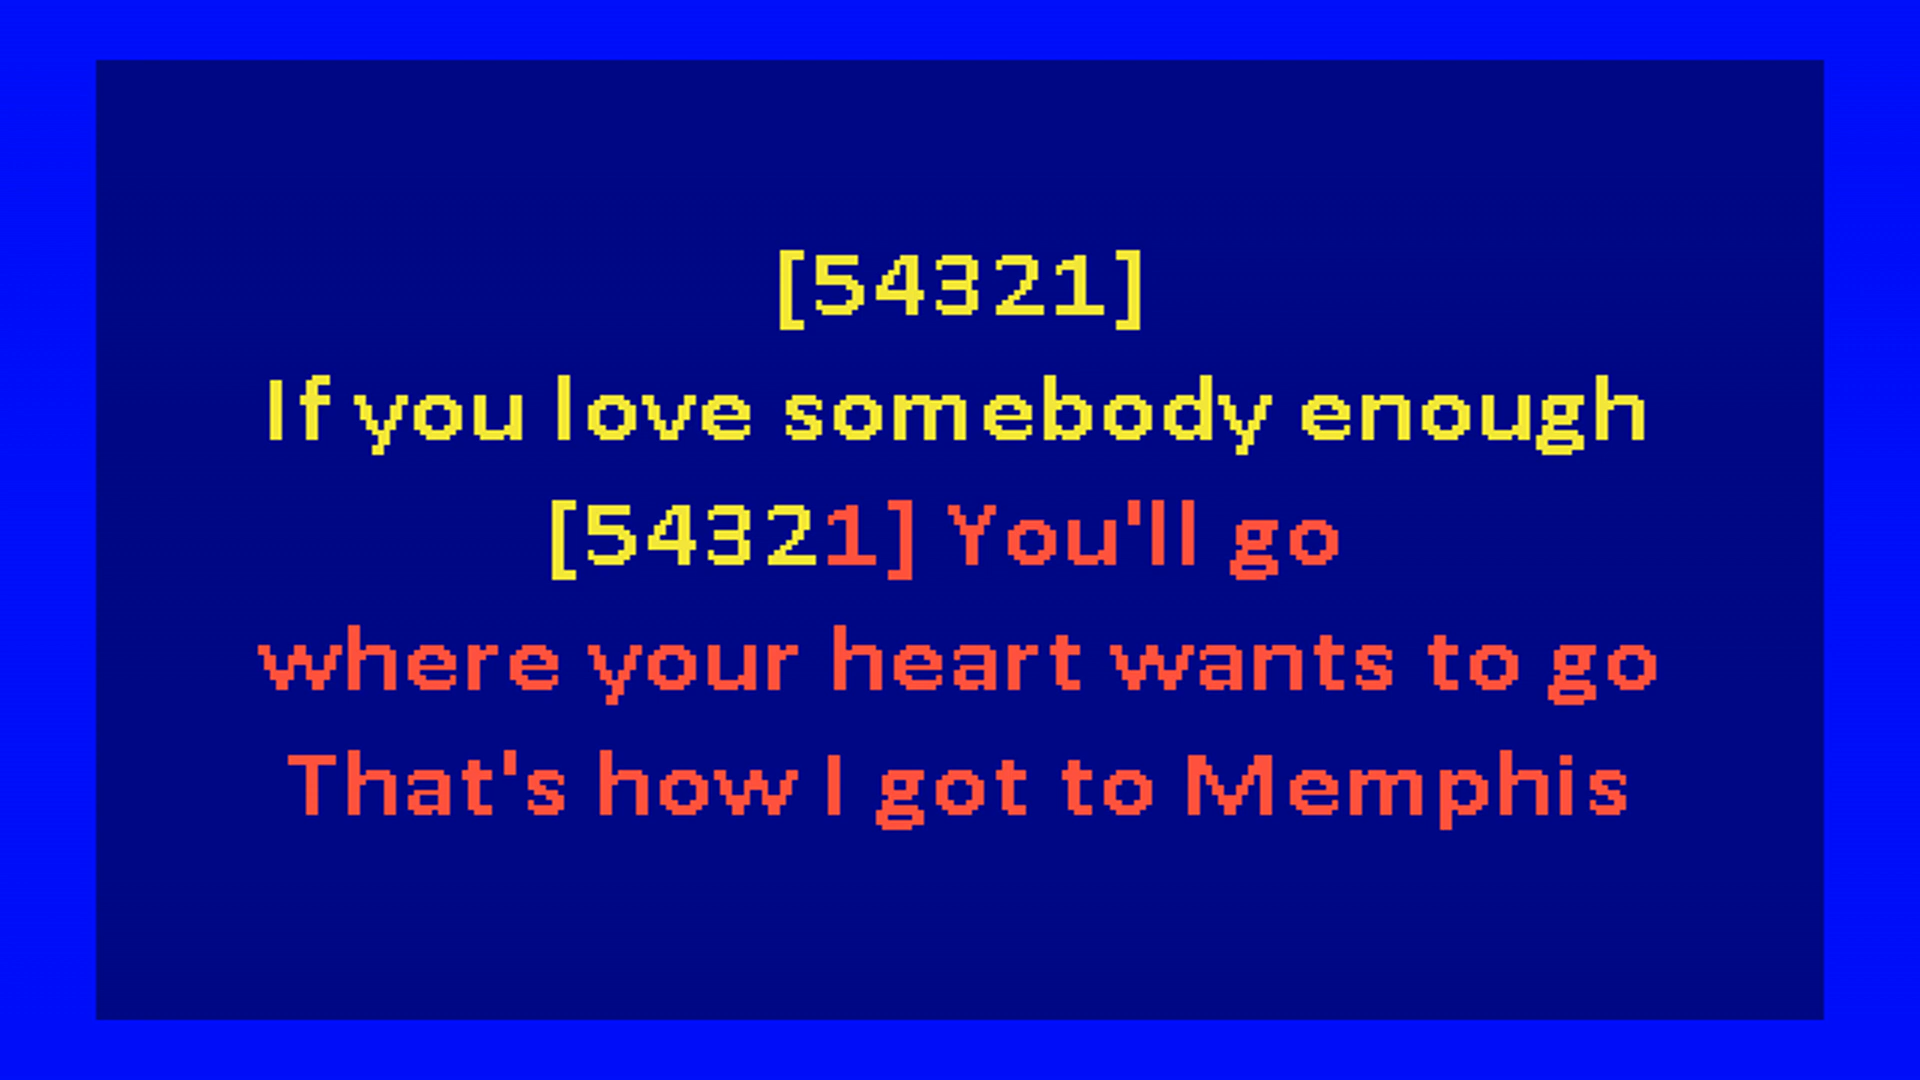 [54321]
If you love somebody enough
[54321] You'll go
where your heart wants to go
That's how I got to Memphis